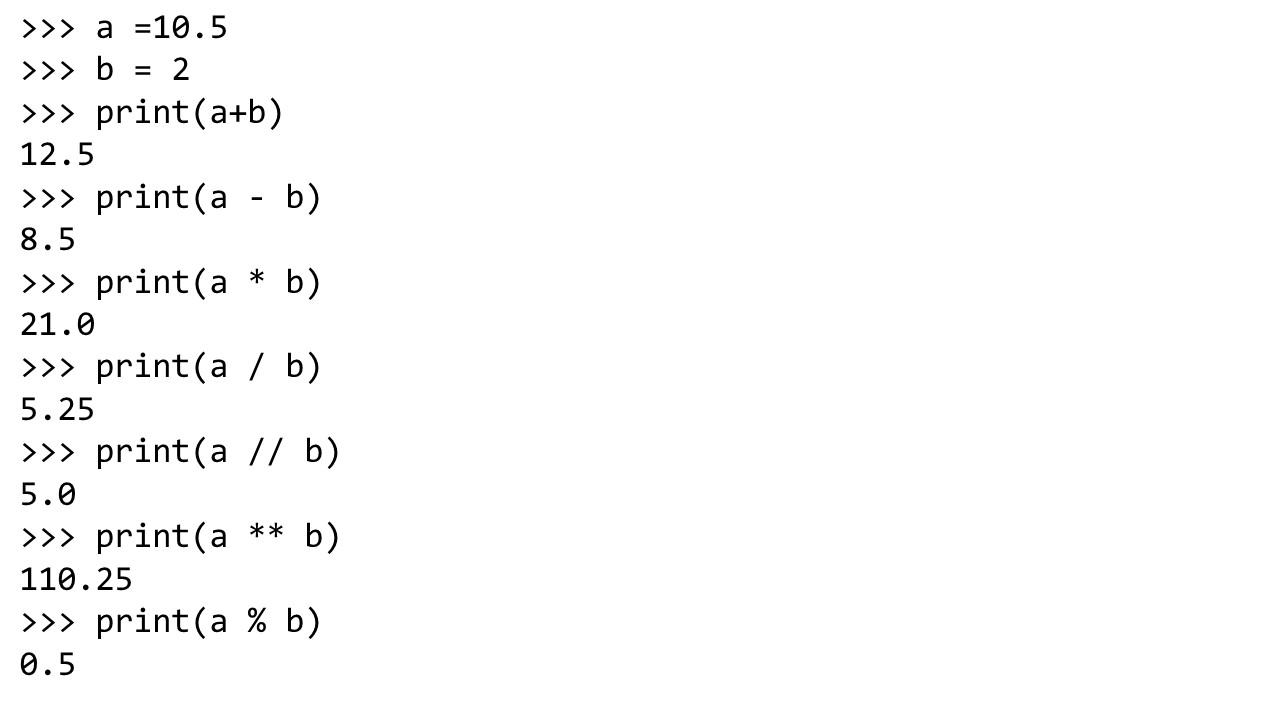 >>> a =10.5
>>> b = 2
>>> print(a+b)
12.5
>>> print(a - b)
8.5
>>> print(a * b)
21.0
>>> print(a / b)
5.25
>>> print(a // b)
5.0
>>> print(a ** b)
110.25
>>> print(a % b)
0.5